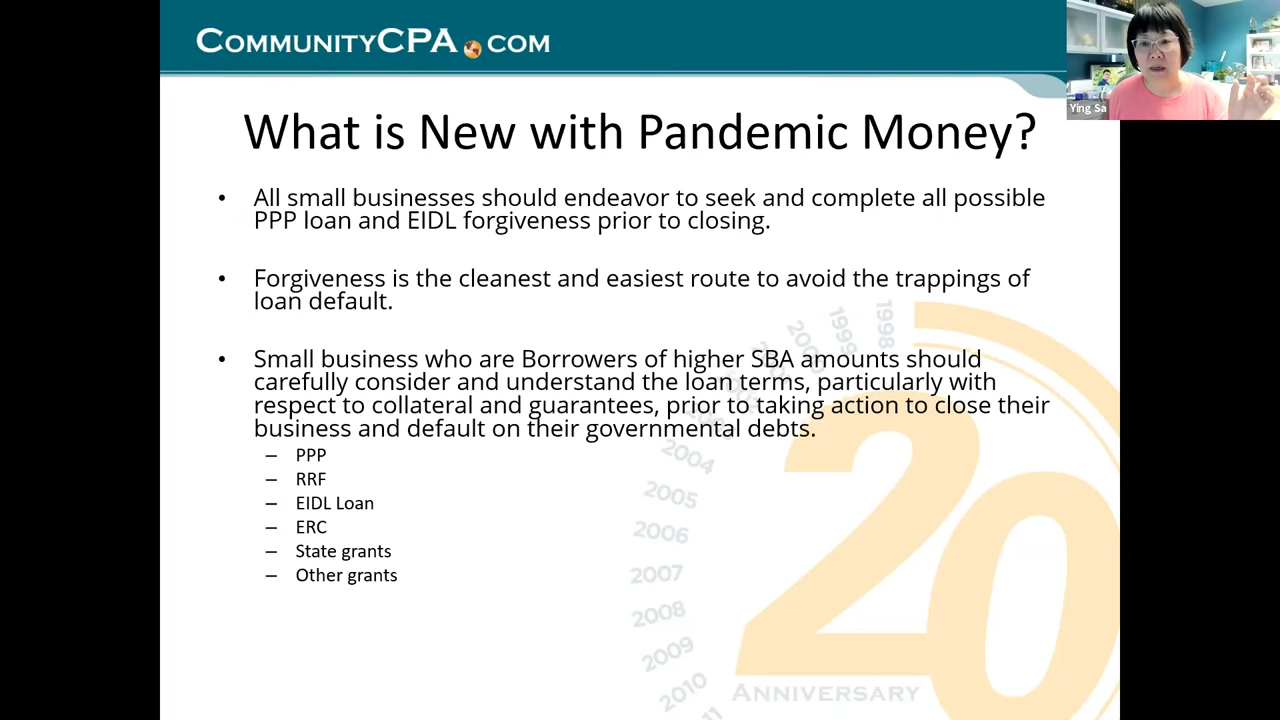 COMMUNITYCPA.COM
Ying Sa
What is New with Pandemic Money?
• All small businesses should endeavor to seek and complete all possible
PPP loan and EIDL forgiveness prior to closing.
• Forgiveness is the cleanest and easiest route to avoid the trappings of
loan default.
• Small business who are Borrowers of higher SBA amounts should
carefully consider and understand the loan terms, particularly with
respect to collateral and guarantees, prior to taking action to close their
business and default on their governmental debts.
– PPP
– RRF
– EIDL Loan
– ERC
– State grants
– Other grants
1998
1999
2004
2005
2006
2007
2008
2009
2010
20
ANNIVERSARY